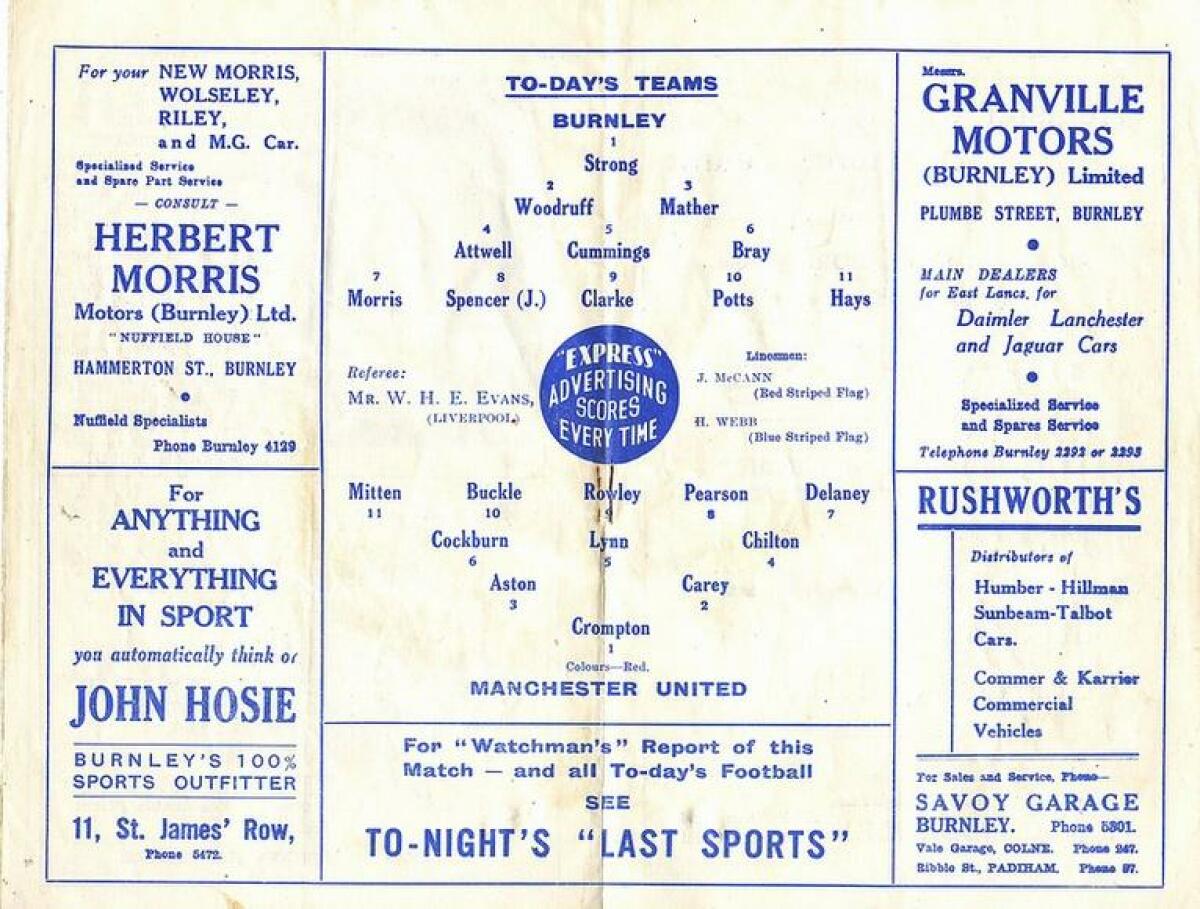 For your NEW MORRIS,
WOLSELEY,
RILEY,
and M.G. Car.
Specialised Service
and Spare Part Service
— CONSULT —
HERBERT
MORRIS
Motors (Burnley) Ltd.
"NUFFIELD HOUSE"
HAMMERTON ST., BURNLEY
Nuffield Specialists
Phone Burnley 4129
For
ANYTHING
and
EVERYTHING
IN SPORT
you automatically think of
JOHN HOSIE
BURNLEY'S 100%
SPORTS OUTFITTER
11, St. James' Row,
Phone 5472.
TO-DAY'S TEAMS
BURNLEY
1
Strong
2 3
Woodruff Mather
4 5 6
Attwell Cummings Bray
7 8 9 10 11
Morris Spencer (J.) Clarke Potts Hays
Referee:
MR. W. H. E. EVANS,
(LIVERPOOL)
"EXPRESS"
ADVERTISING
SCORES
EVERY TIME
Linesmen:
J. McCANN
(Red Striped Flag)
H. WEBB
(Blue Striped Flag)
Mitten Buckle Rowley Pearson Delaney
11 10 9 8 7
Cockburn Lynn Chilton
6 5 4
Aston Carey
3 2
Crompton
1
Colours—Red.
MANCHESTER UNITED
For "Watchman's" Report of this
Match — and all To-day's Football
SEE
TO-NIGHT'S "LAST SPORTS"
Messrs.
GRANVILLE
MOTORS
(BURNLEY) Limited
PLUMBE STREET, BURNLEY
MAIN DEALERS
for East Lancs. for
Daimler Lanchester
and Jaguar Cars
Specialized Service
and Spares Service
Telephone Burnley 2292 or 2293
RUSHWORTH'S
Distributors of
Humber - Hillman
Sunbeam-Talbot
Cars.
Commer & Karrier
Commercial
Vehicles
For Sales and Service, Phone—
SAVOY GARAGE
BURNLEY. Phone 5301.
Vale Garage, COLNE. Phone 247.
Ribble St., PADIHAM. Phone 97.